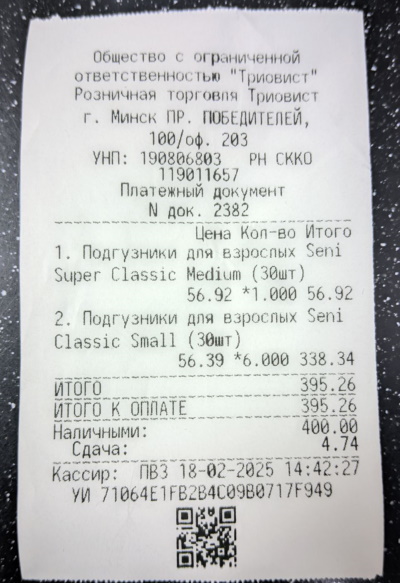 Общество с ограниченной
ответственностью "Триовист"
Розничная торговля Триовист
г. Минск ПР. ПОБЕДИТЕЛЕЙ,
100/оф. 203
УНП: 190806803 РН СККО
119011657
Платежный документ
N док. 2382
Цена Кол-во Итого
1. Подгузники для взрослых Seni
Super Classic Medium (30шт)
56.92 *1.000 56.92
2. Подгузники для взрослых Seni
Classic Small (30шт)
56.39 *6.000 338.34
ИТОГО 395.26
ИТОГО К ОПЛАТЕ 395.26
Наличными: 400.00
Сдача: 4.74
Кассир: ПВЗ 18-02-2025 14:42:27
УИ 71064E1FB2B4C09B0717F949